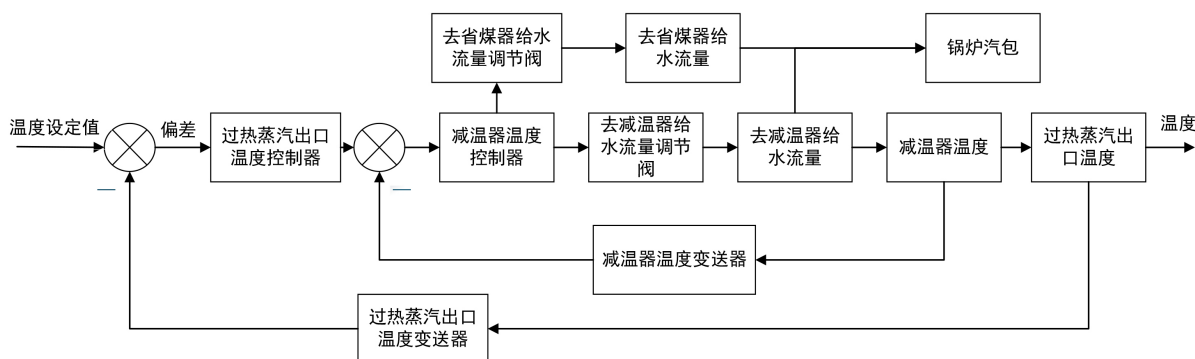 去省煤器给水
流量调节阀
去省煤器给
水流量
锅炉汽包
温度设定值
偏差
过热蒸汽出口
温度控制器
减温器温度
控制器
去减温器给
水流量调节
阀
去减温器给
水流量
减温器温度
过热蒸汽出
口温度
温度
减温器温度变送器
过热蒸汽出口
温度变送器